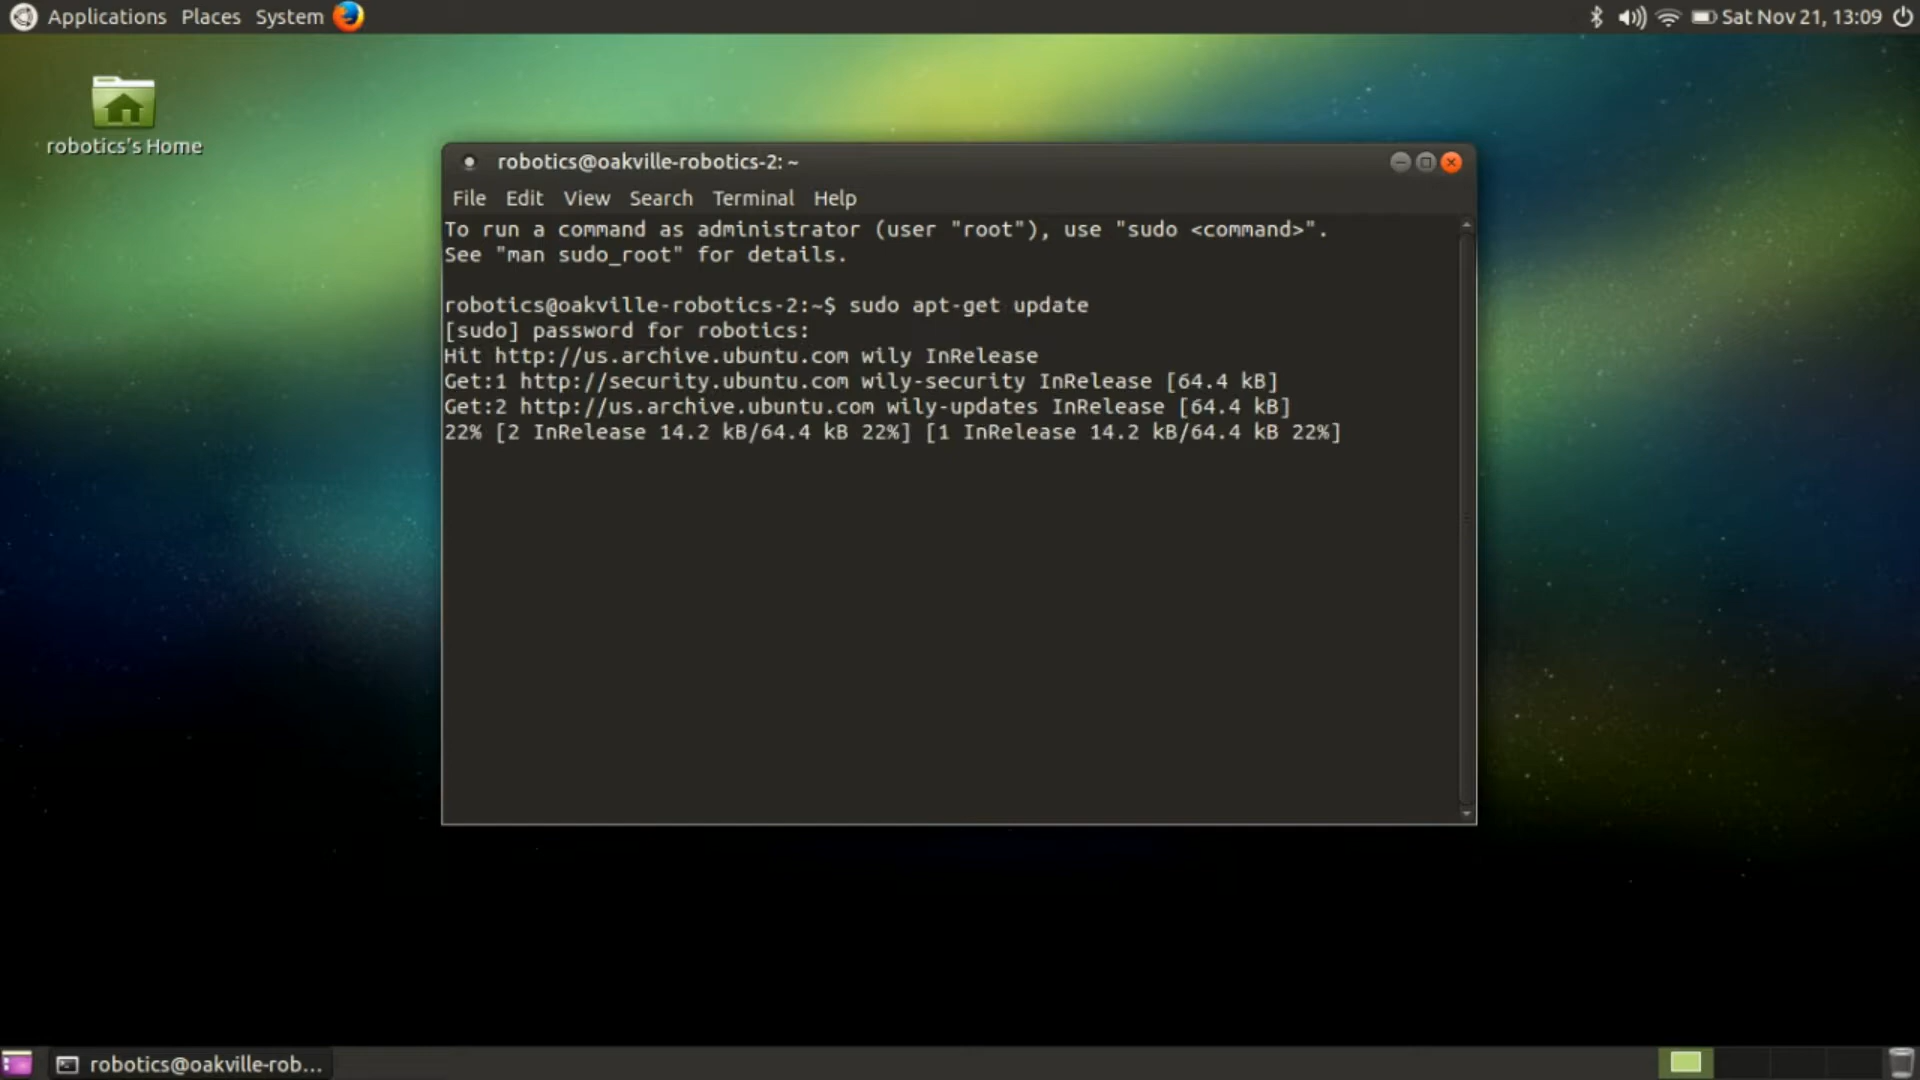 Applications Places System Sat Nov 21, 13:09
robotics's Home
robotics@oakville-robotics-2: ~
File Edit View Search Terminal Help
To run a command as administrator (user "root"), use "sudo <command>".
See "man sudo_root" for details.
robotics@oakville-robotics-2:~$ sudo apt-get update
[sudo] password for robotics:
Hit http://us.archive.ubuntu.com wily InRelease
Get:1 http://security.ubuntu.com wily-security InRelease [64.4 kB]
Get:2 http://us.archive.ubuntu.com wily-updates InRelease [64.4 kB]
22% [2 InRelease 14.2 kB/64.4 kB 22%] [1 InRelease 14.2 kB/64.4 kB 22%]
robotics@oakville-rob...